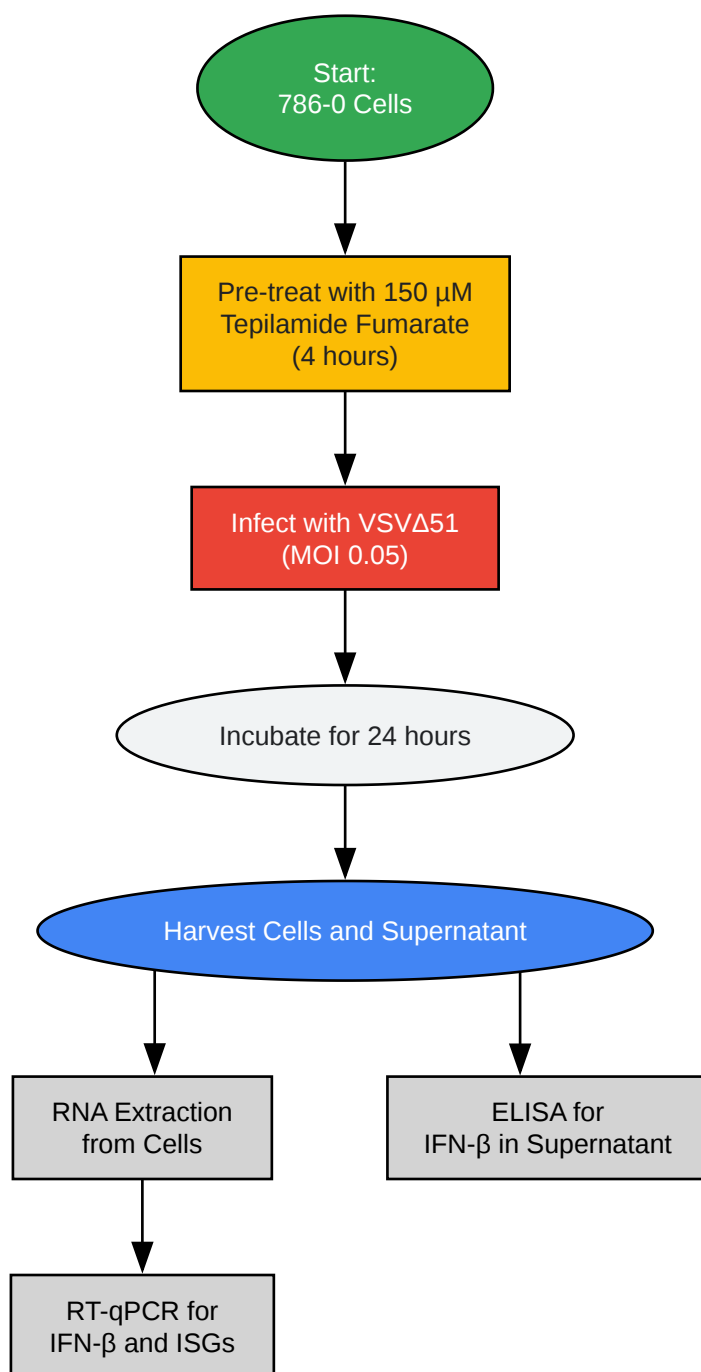 Start:
786-0 Cells
Pre-treat with 150 µM
Tepilamide Fumarate
(4 hours)
Infect with VSVΔ51
(MOI 0.05)
Incubate for 24 hours
Harvest Cells and Supernatant
RNA Extraction
from Cells
ELISA for
IFN-β in Supernatant
RT-qPCR for
IFN-β and ISGs